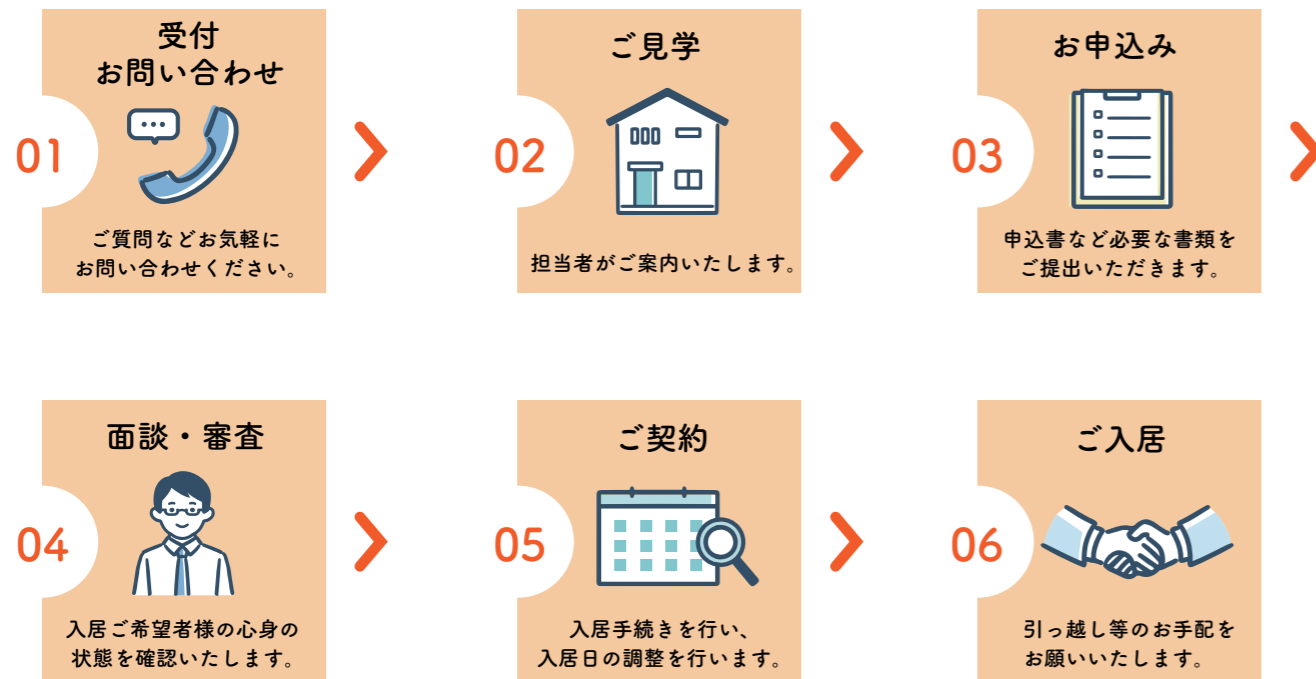 受付
お問い合わせ
01
ご質問などお気軽に
お問い合わせください。
ご見学
02
担当者がご案内いたします。
お申込み
03
申込書など必要な書類を
ご提出いただきます。
面談・審査
04
入居ご希望者様の心身の
状態を確認いたします。
ご契約
05
入居手続きを行い、
入居日の調整を行います。
ご入居
06
引っ越し等のお手配を
お願いいたします。